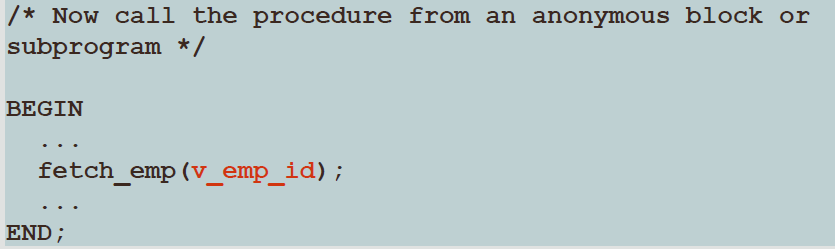 /* Now call the procedure from an anonymous block or
subprogram */
BEGIN
...
fetch_emp(v_emp_id);
...
END;